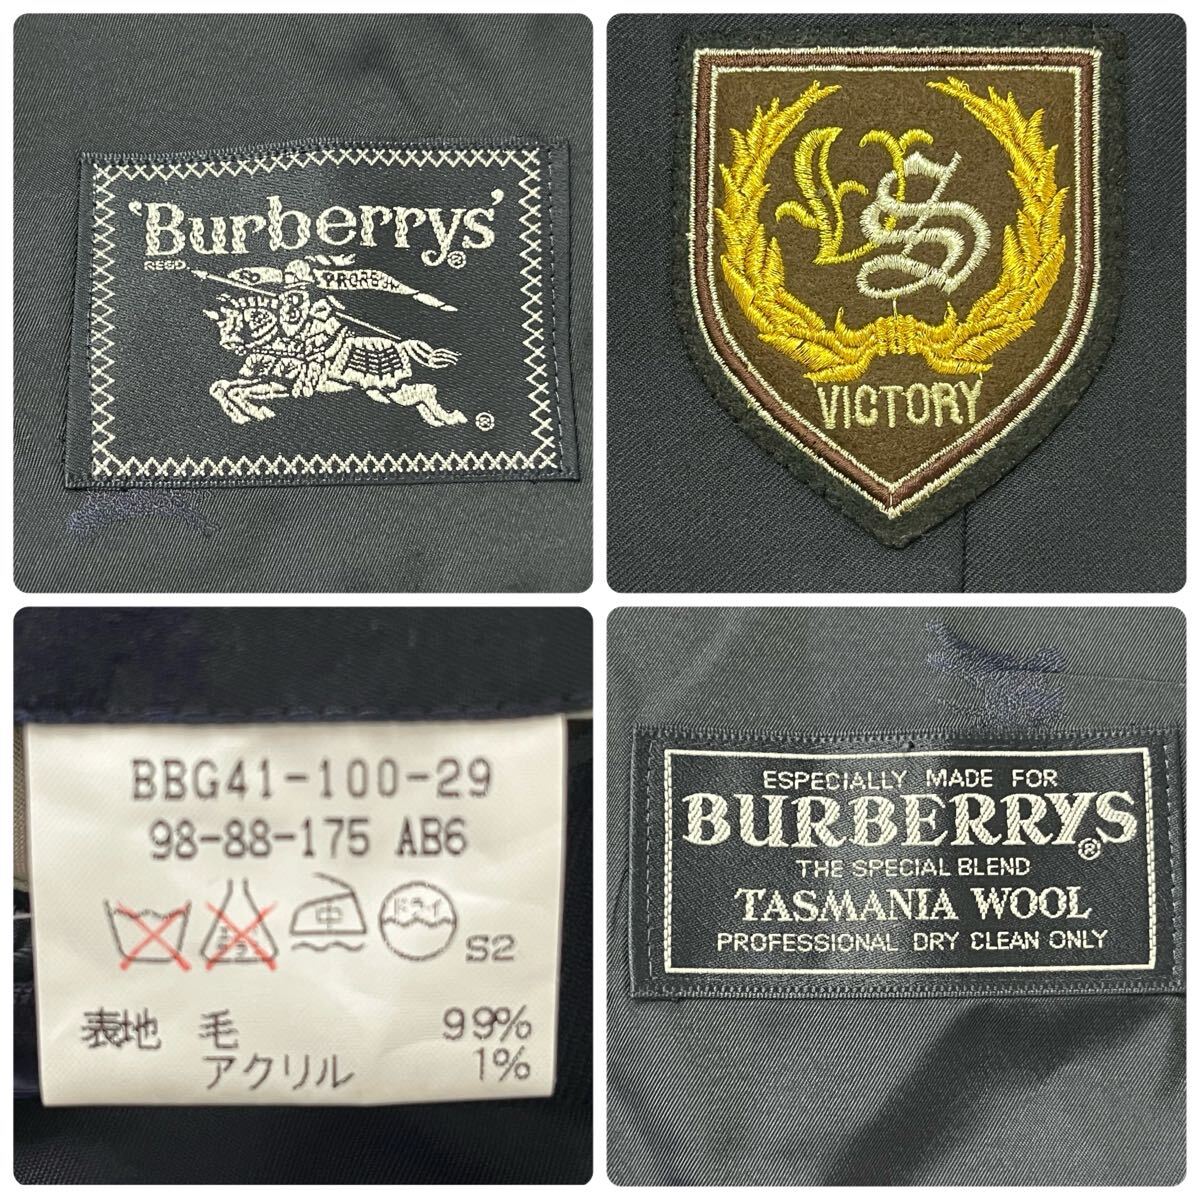 'Burberrys'
®
REGD.
PRORSUM
®
S
VICTORY
BBG41-100-29
98-88-175 AB6
中 ドライ
S2
表地 毛 99%
アクリル 1%
ESPECIALLY MADE FOR
BURBERRYS
®
THE SPECIAL BLEND
TASMANIA WOOL
PROFESSIONAL DRY CLEAN ONLY